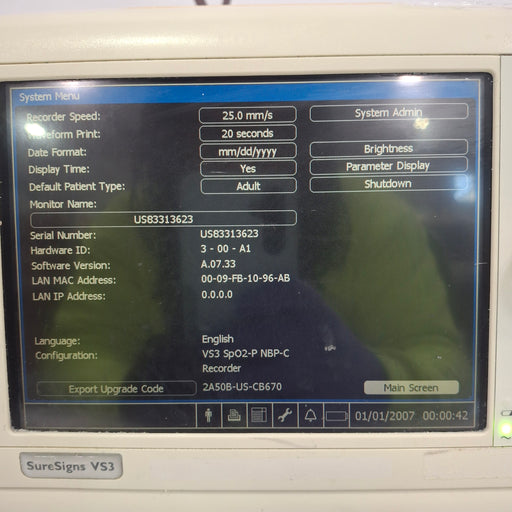 System Menu
Recorder Speed: 25.0 mm/s System Admin
Waveform Print: 20 seconds
Date Format: mm/dd/yyyy Brightness
Display Time: Yes Parameter Display
Default Patient Type: Adult Shutdown
Monitor Name:
US83313623
Serial Number: US83313623
Hardware ID: 3 - 00 - A1
Software Version: A.07.33
LAN MAC Address: 00-09-FB-10-96-AB
LAN IP Address: 0.0.0.0
Language: English
Configuration: VS3 SpO2-P NBP-C
Recorder
Export Upgrade Code 2A50B-US-CB670 Main Screen
01/01/2007 00:00:42
SureSigns VS3